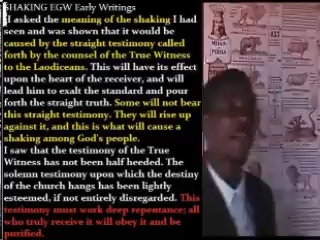 SHAKING EGW Early Writings
I asked the meaning of the shaking I had
seen and was shown that it would be
caused by the straight testimony called
forth by the counsel of the True Witness
to the Laodiceans. This will have its effect
upon the heart of the receiver, and will
lead him to exalt the standard and pour
forth the straight truth. Some will not bear
this straight testimony. They will rise up
against it, and this is what will cause a
shaking among God's people.
I saw that the testimony of the True
Witness has not been half heeded. The
solemn testimony upon which the destiny
of the church hangs has been lightly
esteemed, if not entirely disregarded. This
testimony must work deep repentance; all
who truly receive it will obey it and be
purified.